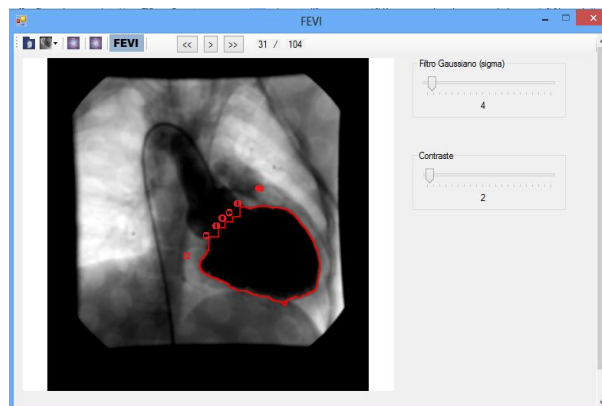 FEVI
FEVI << > >> 31 / 104
Filtro Gaussiano (sigma)
4
Contraste
2